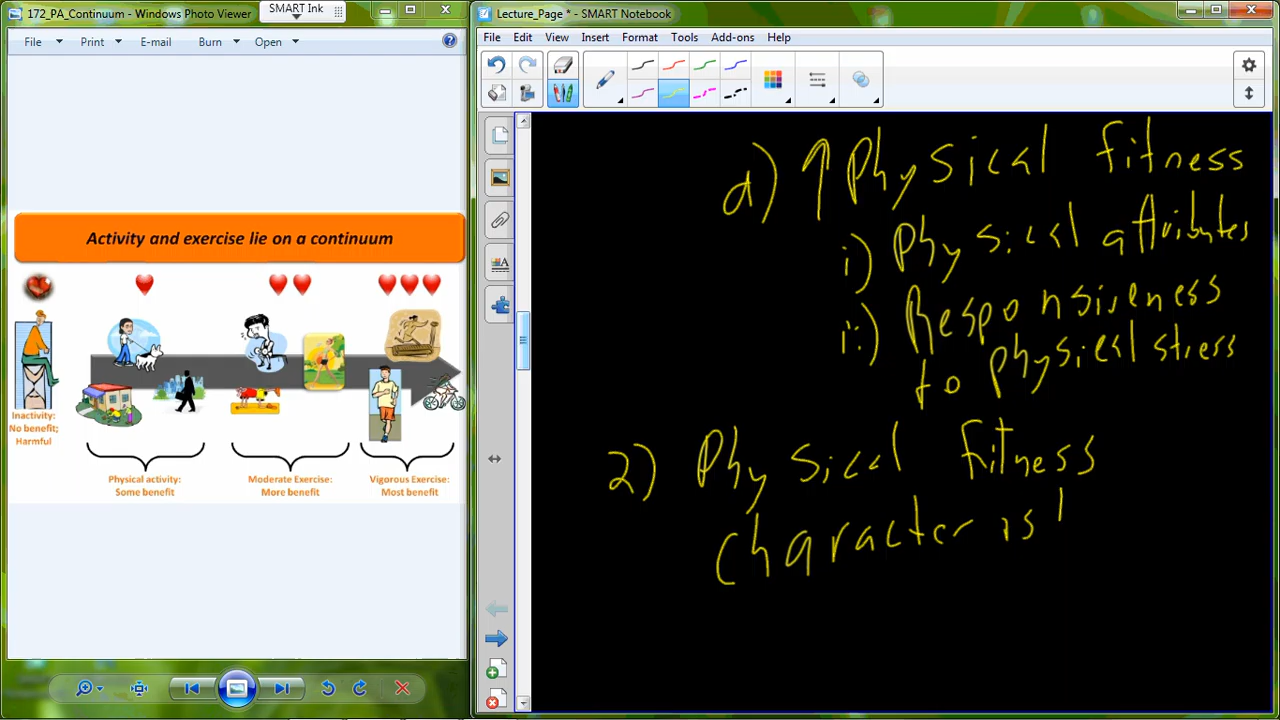 172_PA_Continuum - Windows Photo Viewer
SMART Ink
File Print E-mail Burn Open
Activity and exercise lie on a continuum
Inactivity:
No benefit;
Harmful
Physical activity:
Some benefit
Moderate Exercise:
More benefit
Vigorous Exercise:
Most benefit
Lecture_Page * - SMART Notebook
File Edit View Insert Format Tools Add-ons Help
a) ↑ Physical fitness
i) Physical attributes
ii) Responsiveness
to physical stress
2) Physical fitness
characteris